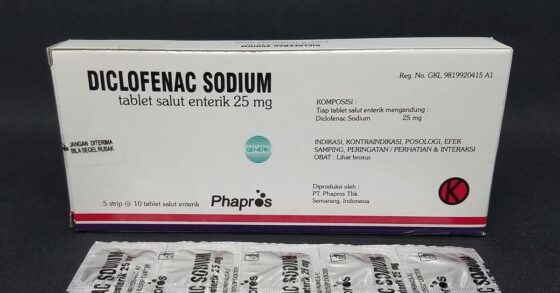 DICLOFENAC SODIUM
tablet salut enterik 25 mg
Reg. No. GKL 9819920415 A1
KOMPOSISI :
Tiap tablet salut enterik mengandung :
Diclofenac Sodium 25 mg
JANGAN DITERIMA
BILA SEGEL RUSAK
GENERIK
INDIKASI, KONTRAINDIKASI, POSOLOGI, EFEK
SAMPING, PERINGATAN / PERHATIAN & INTERAKSI
OBAT : Lihat brosur.
5 strip @ 10 tablet salut enterik
Phapros
Diproduksi oleh :
PT. Phapros Tbk.
Semarang, Indonesia
K
NAC SODIUM
enterik 25 mg
Phapros